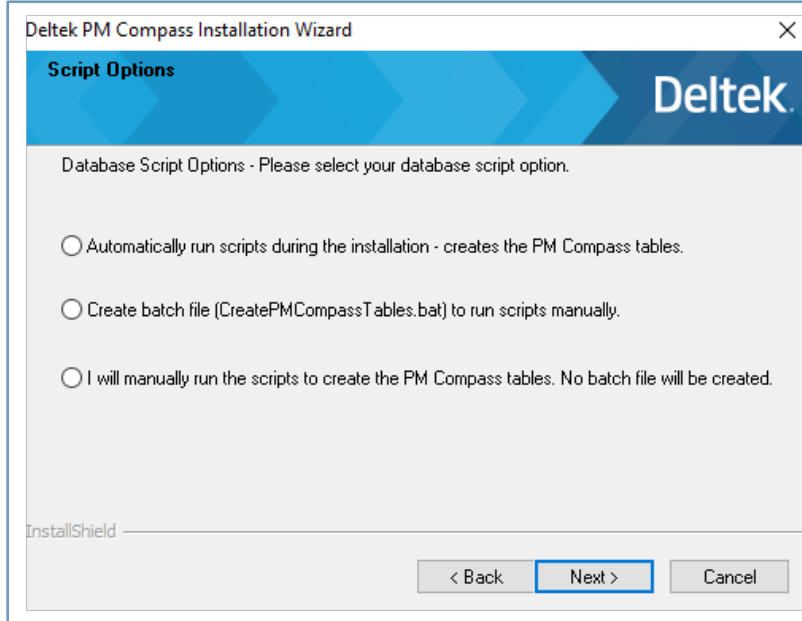 Deltek PM Compass Installation Wizard
Script Options
Deltek.
Database Script Options - Please select your database script option.
Automatically run scripts during the installation - creates the PM Compass tables.
Create batch file (CreatePMCompassTables.bat) to run scripts manually.
I will manually run the scripts to create the PM Compass tables. No batch file will be created.
InstallShield
< Back Next > Cancel